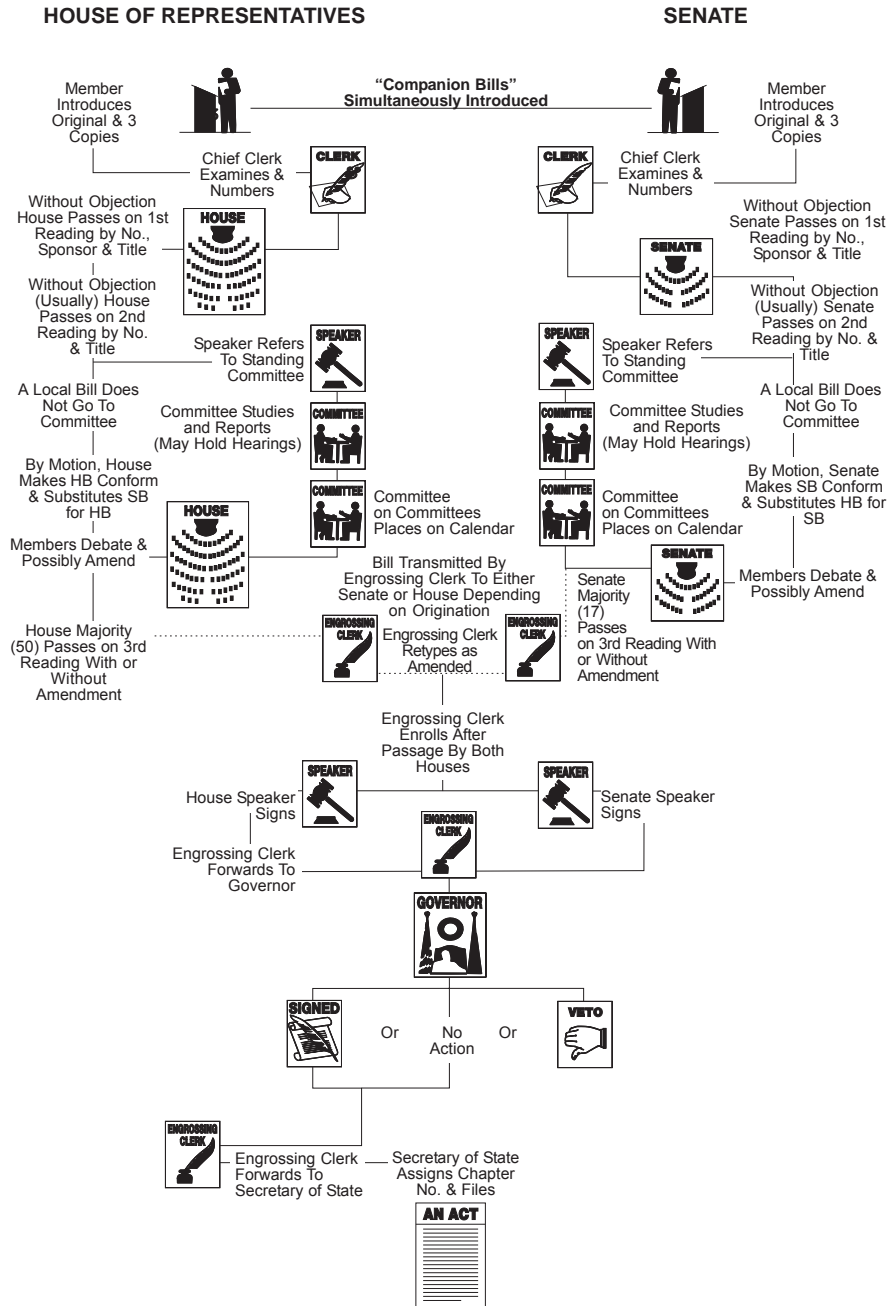 HOUSE OF REPRESENTATIVES
SENATE
Member
Introduces
Original & 3
Copies
“Companion Bills”
Simultaneously Introduced
Member
Introduces
Original & 3
Copies
Chief Clerk
Examines &
Numbers
CLERK
CLERK
Chief Clerk
Examines &
Numbers
Without Objection
House Passes on 1st
Reading by No.,
Sponsor & Title
HOUSE
SENATE
Without Objection
Senate Passes on 1st
Reading by No.,
Sponsor & Title
Without Objection
(Usually) House
Passes on 2nd
Reading by No.
& Title
Without Objection
(Usually) Senate
Passes on 2nd
Reading by No. &
Title
Speaker Refers
To Standing
Committee
SPEAKER
SPEAKER
Speaker Refers
To Standing
Committee
A Local Bill Does
Not Go To
Committee
Committee Studies
and Reports
(May Hold Hearings)
COMMITTEE
COMMITTEE
Committee Studies
and Reports
(May Hold Hearings)
A Local Bill Does
Not Go To
Committee
By Motion, House
Makes HB Conform
& Substitutes SB
for HB
COMMITTEE
Committee
on Committees
Places on Calendar
COMMITTEE
Committee
on Committees
Places on Calendar
By Motion, Senate
Makes SB Conform
& Substitutes HB for
SB
HOUSE
Members Debate &
Possibly Amend
SENATE
Members Debate &
Possibly Amend
Bill Transmitted By
Engrossing Clerk To Either
Senate or House Depending
on Origination
House Majority
(50) Passes on 3rd
Reading With or
Without
Amendment
ENGROSSING
CLERK
Engrossing Clerk
Retypes as
Amended
ENGROSSING
CLERK
Senate
Majority
(17)
Passes
on 3rd Reading With
or Without
Amendment
Engrossing Clerk
Enrolls After
Passage By Both
Houses
House Speaker
Signs
SPEAKER
SPEAKER
Senate Speaker
Signs
Engrossing Clerk
Forwards To
Governor
ENGROSSING
CLERK
GOVERNOR
SIGNED
Or
No
Action
Or
VETO
ENGROSSING
CLERK
Engrossing Clerk
Forwards To
Secretary of State
Secretary of State
Assigns Chapter
No. & Files
AN ACT